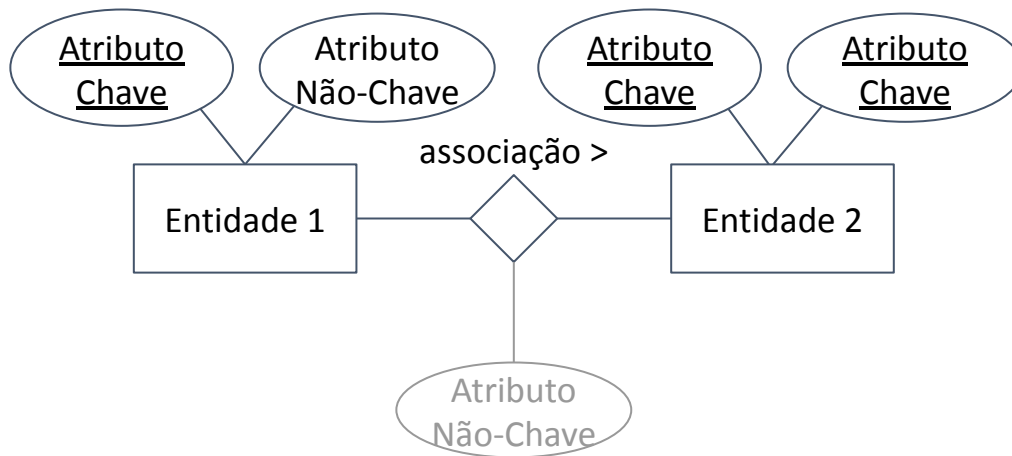 Atributo
Chave
Atributo
Não-Chave
Atributo
Chave
Atributo
Chave
associação >
Entidade 1
Entidade 2
Atributo
Não-Chave